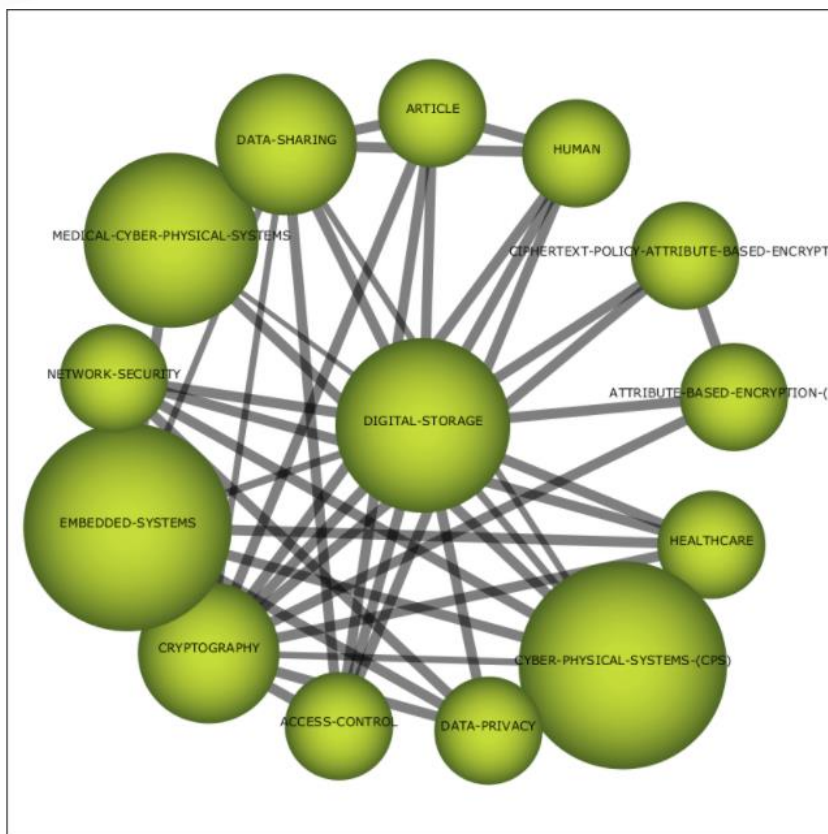 ARTICLE
DATA-SHARING
HUMAN
MEDICAL-CYBER-PHYSICAL-SYSTEMS
CIPHERTEXT-POLICY-ATTRIBUTE-BASED-ENCRYPT
NETWORK-SECURITY
ATTRIBUTE-BASED-ENCRYPTION-(
DIGITAL-STORAGE
EMBEDDED-SYSTEMS
HEALTHCARE
CRYPTOGRAPHY
CYBER-PHYSICAL-SYSTEMS-(CPS)
ACCESS-CONTROL
DATA-PRIVACY